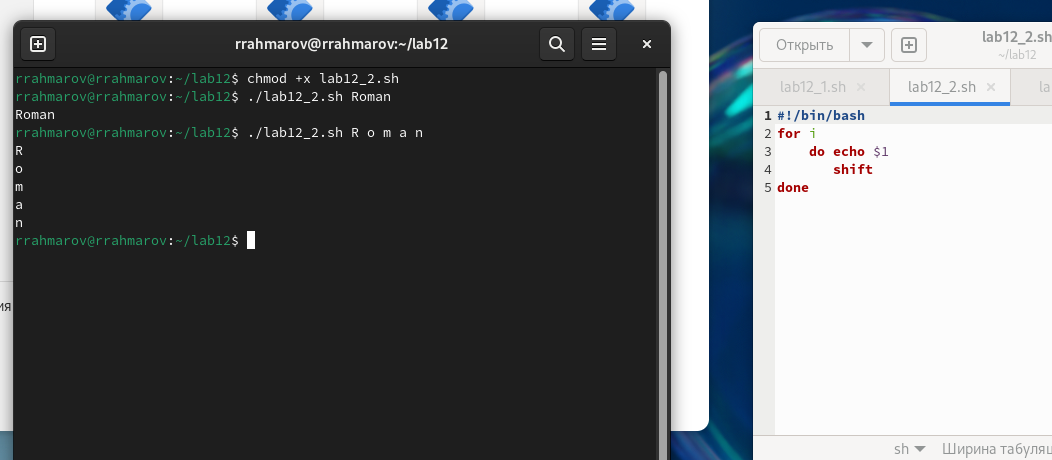 rrahmarov@rrahmarov:~/lab12
rrahmarov@rrahmarov:~/lab12$ chmod +x lab12_2.sh
rrahmarov@rrahmarov:~/lab12$ ./lab12_2.sh Roman
Roman
rrahmarov@rrahmarov:~/lab12$ ./lab12_2.sh R o m a n
R
o
m
a
n
rrahmarov@rrahmarov:~/lab12$
Открыть
lab12_2.sh
~/lab12
lab12_1.sh
lab12_2.sh
1 #!/bin/bash
2 for i
3 do echo $1
4 shift
5 done
sh
Ширина